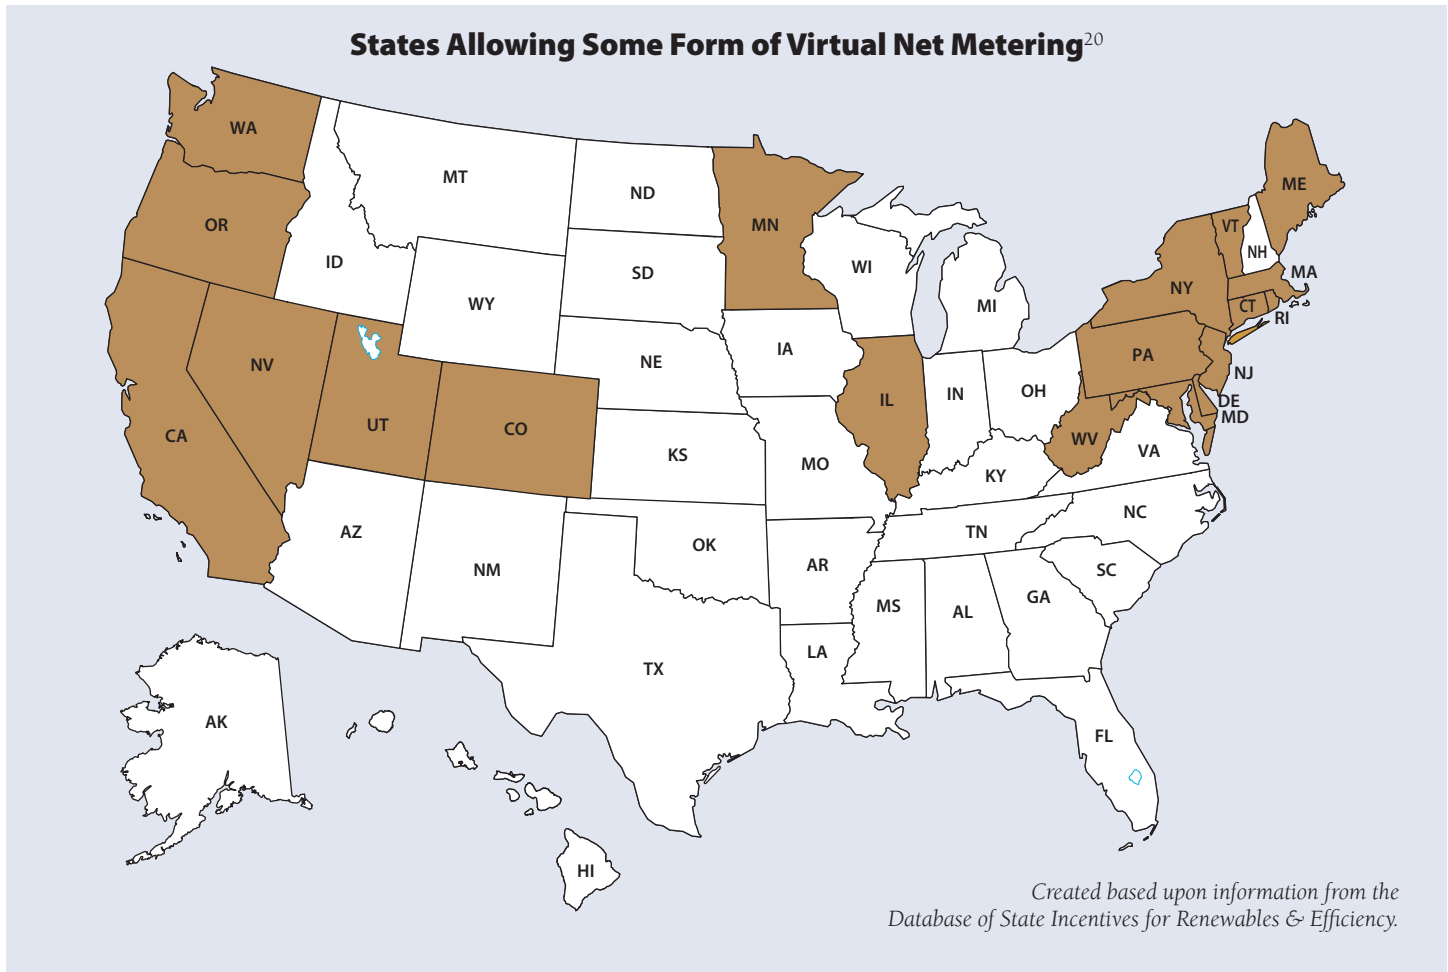 States Allowing Some Form of Virtual Net Metering20
WA
MT
ND
MN
ME
OR
VT
NH
ID
SD
WI
MA
WY
MI
NY
CT
RI
NV
NE
IA
PA
NJ
UT
CO
IL
IN
OH
DE
MD
CA
KS
MO
WV
VA
KY
AZ
NM
OK
AR
TN
NC
SC
MS
AL
GA
TX
LA
AK
FL
HI
Created based upon information from the
Database of State Incentives for Renewables & Efficiency.